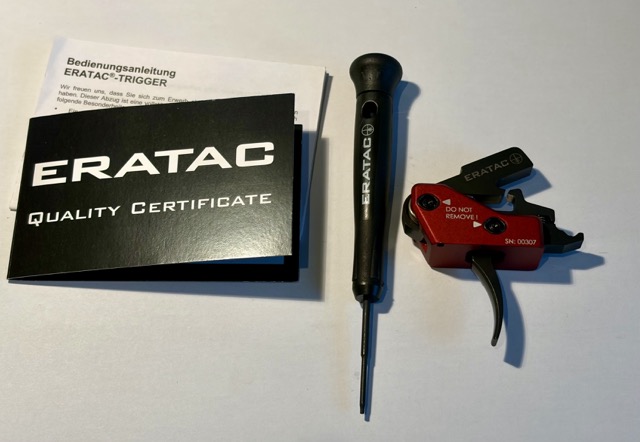 Bedienungsanleitung
ERATAC®-TRIGGER
Wir freuen uns, dass Sie sich zum
haben. Dieser Abzug ist eine
folgende
ERATAC
QUALITY CERTIFICATE
ERATAC
ERATAC
DO NOT
REMOVE !
SN: 00307